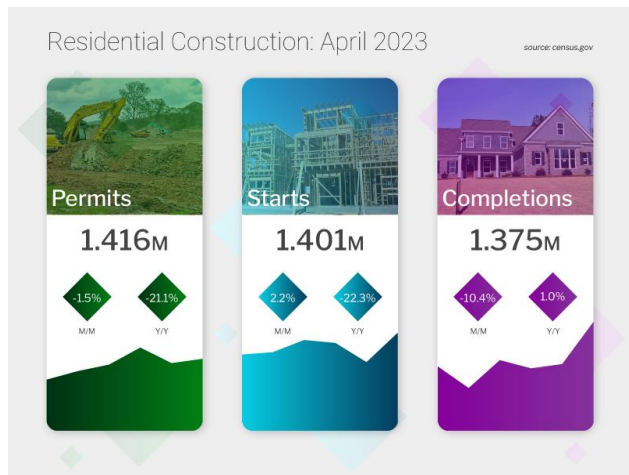 Residential Construction: April 2023
source: census.gov
Permits
1.416M
-1.5%
-21.1%
M/M
Y/Y
Starts
1.401M
2.2%
-22.3%
M/M
Y/Y
Completions
1.375M
-10.4%
1.0%
M/M
Y/Y